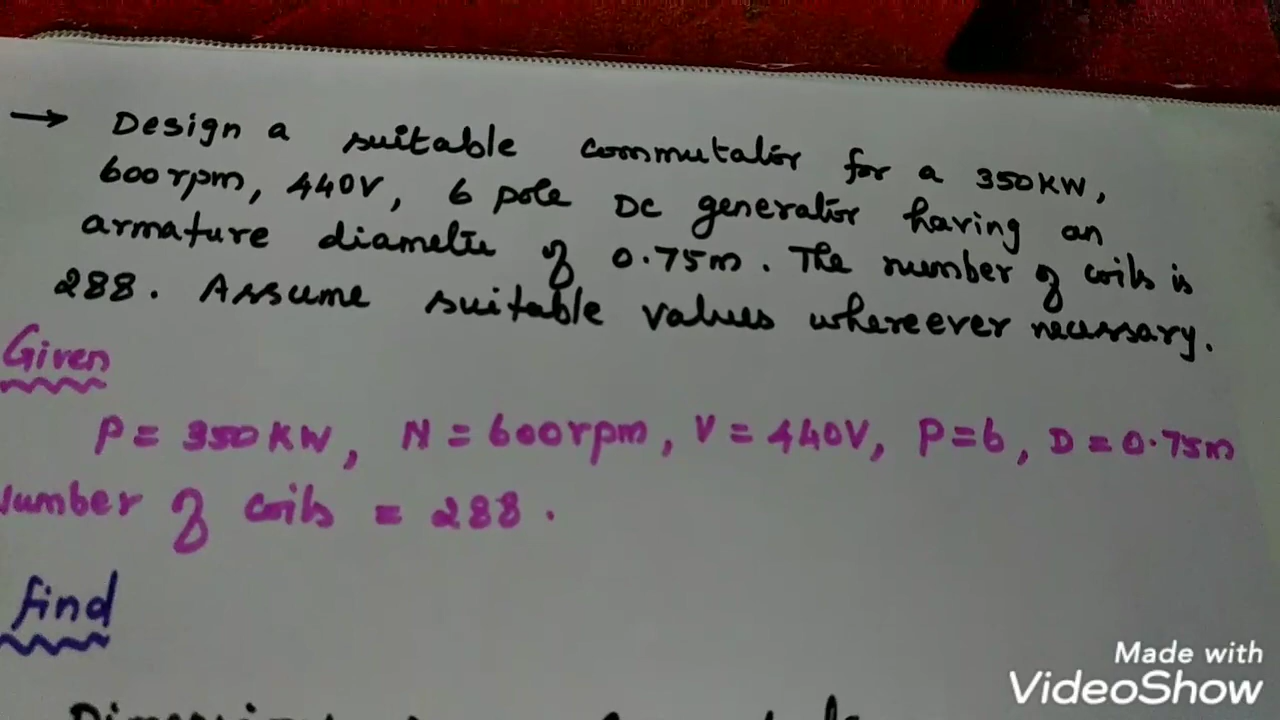 → Design a suitable commutator for a 350KW,
600rpm, 440V, 6 pole DC generator having an
armature diameter of 0.75m. The number of coils is
288. Assume suitable values whereever necessary.
Given
P = 350KW, N = 600rpm, V = 440V, P=6, D = 0.75m
Number of coils = 288.
find
Made with
VideoShow